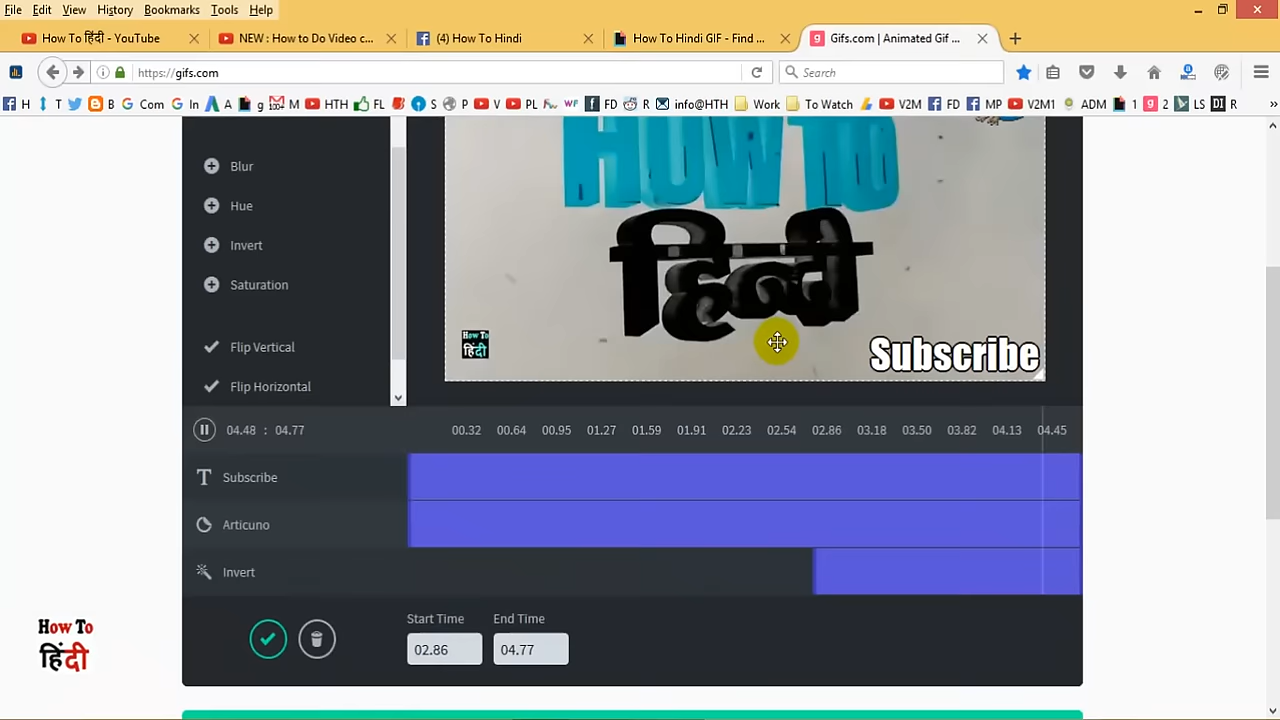 File Edit View History Bookmarks Tools Help
How To हिंदी - YouTube
NEW : How to Do Video c...
(4) How To Hindi
How To Hindi GIF - Find ...
Gifs.com | Animated Gif ...
https://gifs.com
Search
H T B Com In A g M HTH FL S P V PL WF FD R info@HTH Work To Watch V2M FD MP V2M1 ADM 1 2 LS DI R
Blur
Hue
Invert
Saturation
Flip Vertical
Flip Horizontal
HOW TO
हिन्दी
How To
हिंदी
Subscribe
04.48 : 04.77
00.32 00.64 00.95 01.27 01.59 01.91 02.23 02.54 02.86 03.18 03.50 03.82 04.13 04.45
Subscribe
Articuno
Invert
Start Time End Time
02.86 04.77
How To
हिंदी